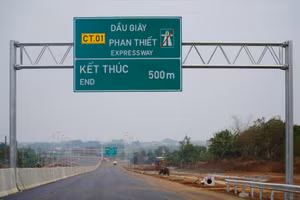 DẦU GIÂY
CT.01
PHAN THIẾT
EXPRESSWAY
KẾT THÚC
END
500m